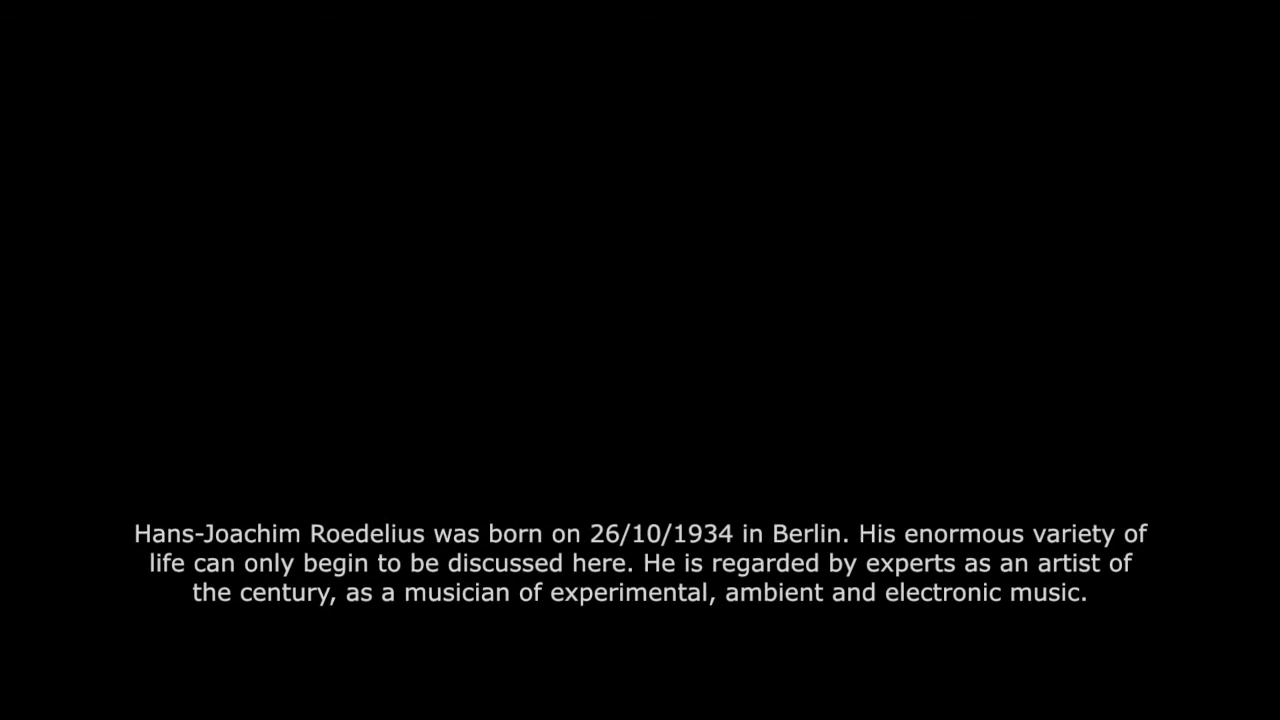 Hans-Joachim Roedelius was born on 26/10/1934 in Berlin. His enormous variety of
life can only begin to be discussed here. He is regarded by experts as an artist of
the century, as a musician of experimental, ambient and electronic music.